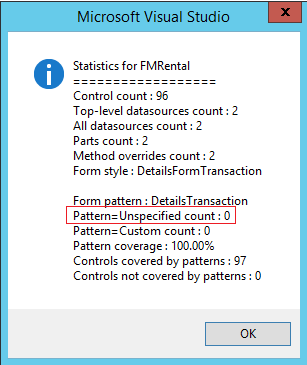 Microsoft Visual Studio
x
Statistics for FMRental
==================
Control count : 96
Top-level datasources count : 2
All datasources count : 2
Parts count : 2
Method overrides count : 2
Form style : DetailsFormTransaction
Form pattern : DetailsTransaction
Pattern=Unspecified count : 0
Pattern=Custom count : 0
Pattern coverage : 100.00%
Controls covered by patterns : 97
Controls not covered by patterns : 0
OK